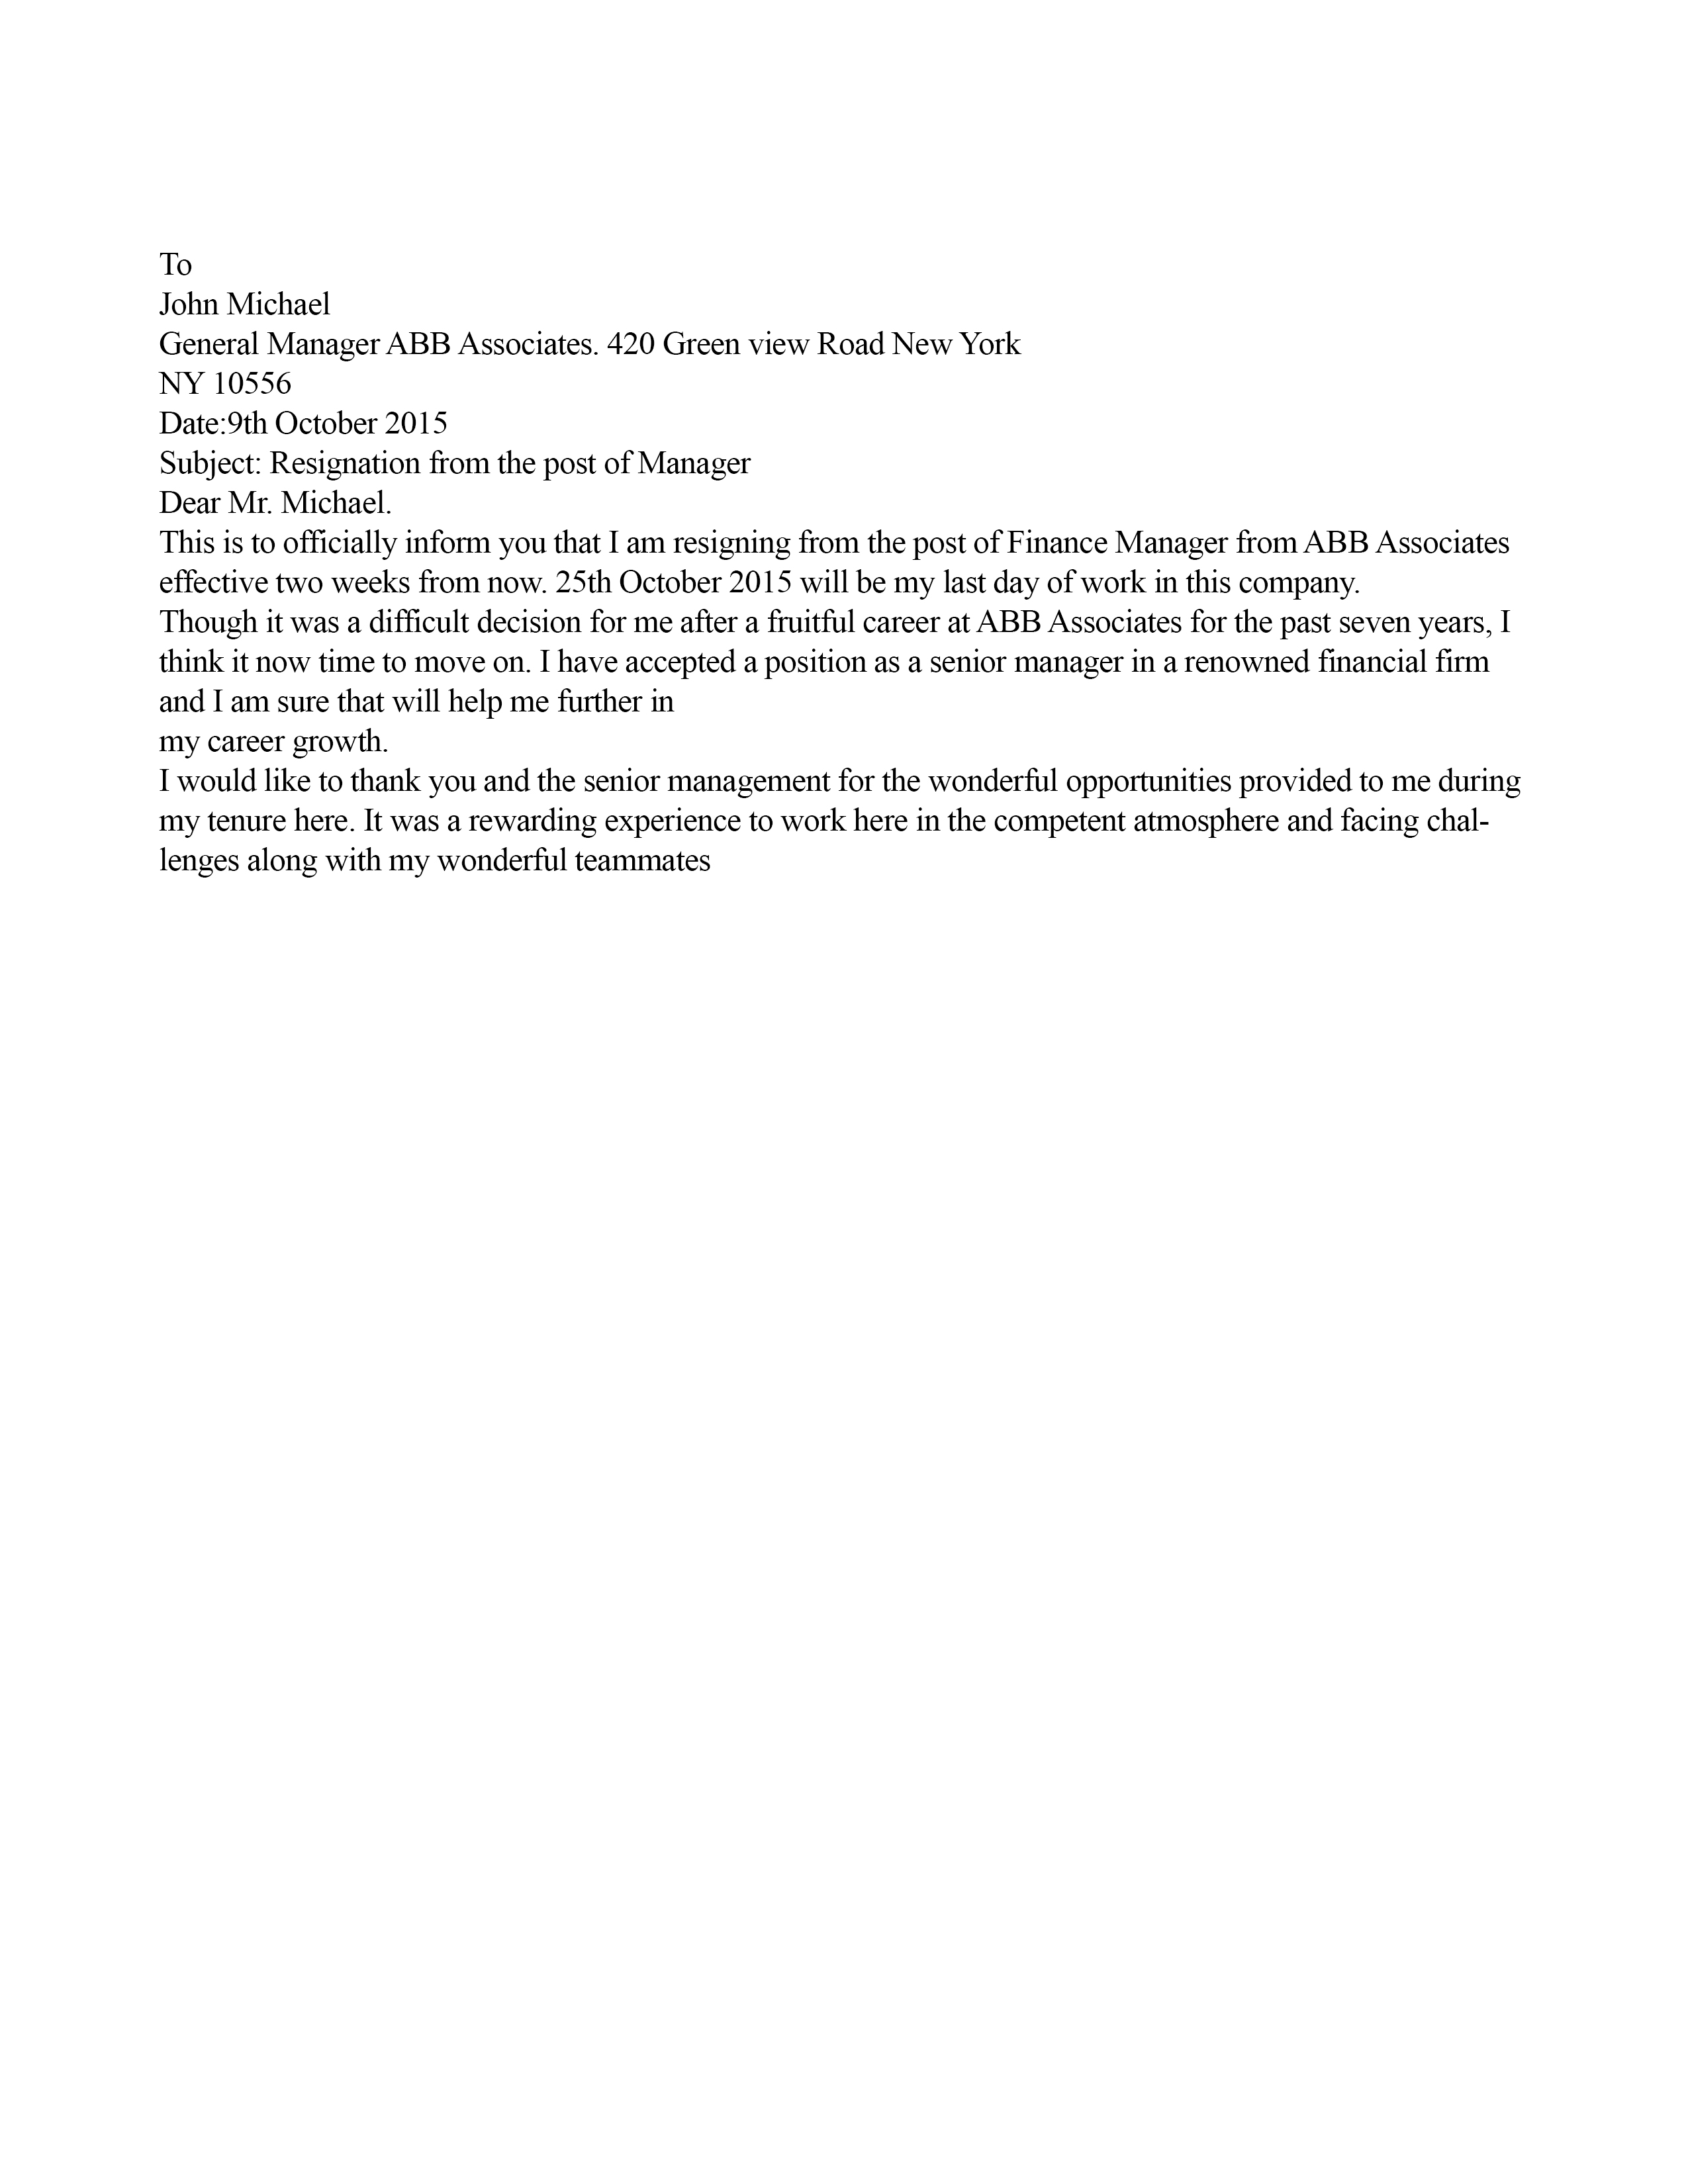 To
John Michael
General Manager ABB Associates. 420 Green view Road New York
NY 10556
Date:9th October 2015
Subject: Resignation from the post of Manager
Dear Mr. Michael.
This is to officially inform you that I am resigning from the post of Finance Manager from ABB Associates
effective two weeks from now. 25th October 2015 will be my last day of work in this company.
Though it was a difficult decision for me after a fruitful career at ABB Associates for the past seven years, I
think it now time to move on. I have accepted a position as a senior manager in a renowned financial firm
and I am sure that will help me further in
my career growth.
I would like to thank you and the senior management for the wonderful opportunities provided to me during
my tenure here. It was a rewarding experience to work here in the competent atmosphere and facing chal-
lenges along with my wonderful teammates